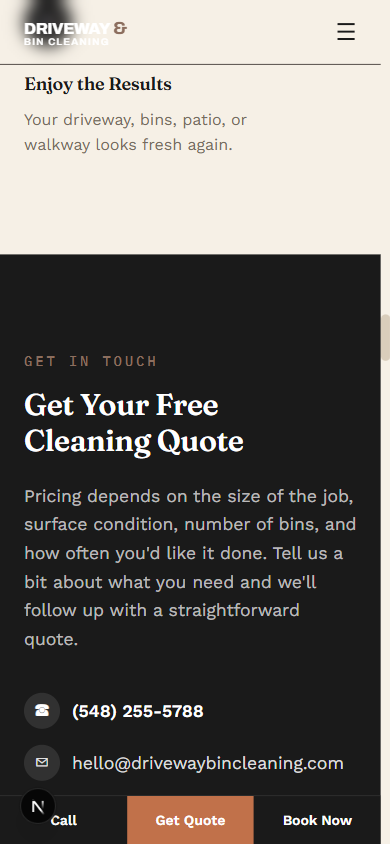 DRIVEWAY &
BIN CLEANING
Enjoy the Results
Your driveway, bins, patio, or
walkway looks fresh again.
GET IN TOUCH
Get Your Free
Cleaning Quote
Pricing depends on the size of the job,
surface condition, number of bins, and
how often you'd like it done. Tell us a
bit about what you need and we'll
follow up with a straightforward
quote.
(548) 255-5788
hello@drivewaybincleaning.com
N
Call
Get Quote
Book Now